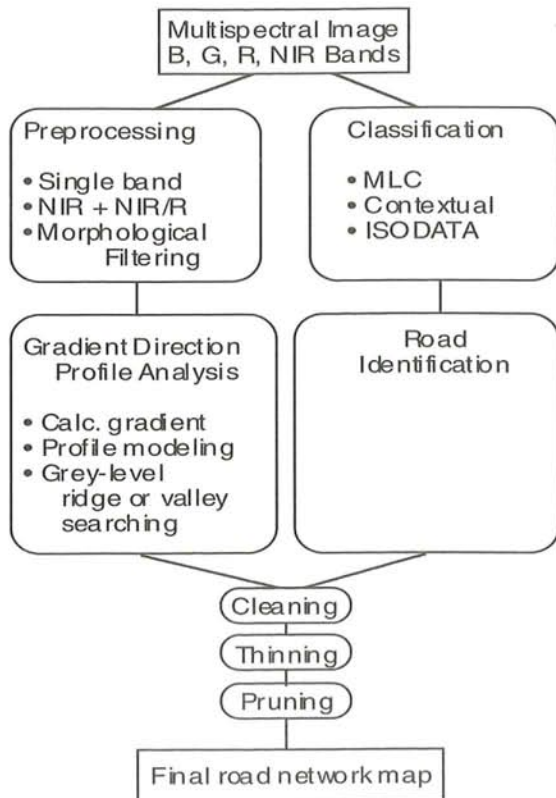 Multispectral Image
B, G, R, NIR Bands
Preprocessing
• Single band
• NIR + NIR/R
• Morphological
Filtering
Classification
• MLC
• Contextual
• ISODATA
Gradient Direction
Profile Analysis
• Calc. gradient
• Profile modeling
• Grey-level
ridge or valley
searching
Road
Identification
Cleaning
Thinning
Pruning
Final road network map